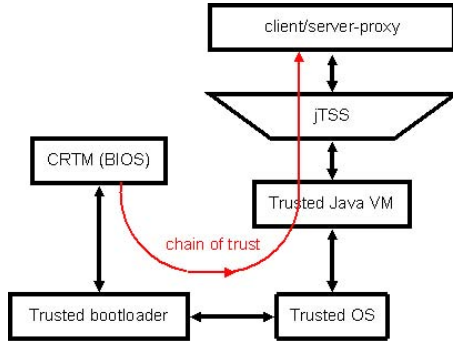 client/server-proxy
jTSS
CRTM (BIOS)
Trusted Java VM
chain of trust
Trusted bootloader
Trusted OS